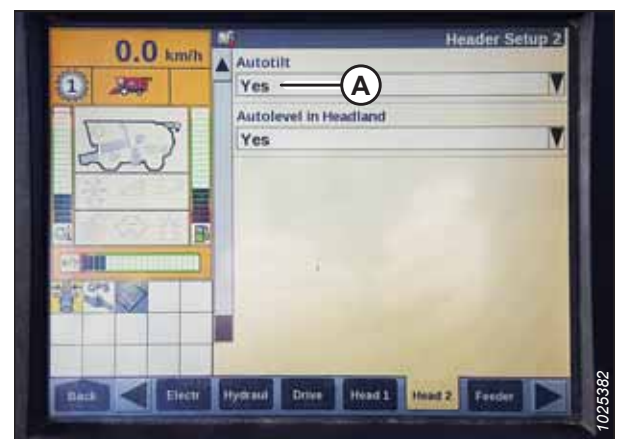 0.0 km/h
Header Setup 2
Autotilt
Yes
A
Autolevel in Headland
Yes
1
GPS
Back
Electr
Hydraul
Drive
Head 1
Head 2
Feeder
1025382